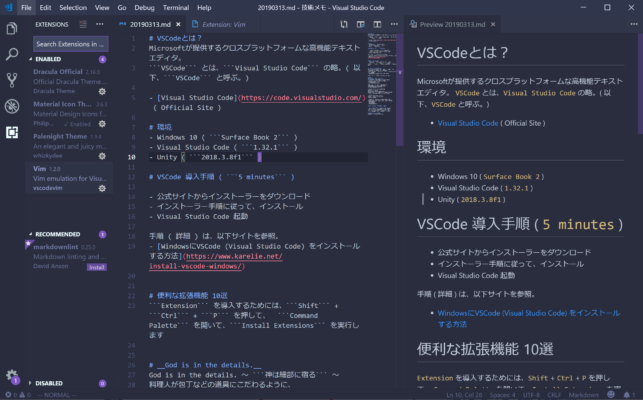 File Edit Selection View Go Debug Terminal Help
20190313.md - 技術メモ - Visual Studio Code
EXTENSIONS
20190313.md
Extension: Vim
Preview 20190313.md
Search Extensions in ...
ENABLED 4
Dracula Official 2.16.0
Official Dracula Theme...
Dracula Theme
Material Icon Th...
Material Design Icons f...
Philip... Enabled
Palenight Theme
An elegant and juicy m...
whizkydee
Vim 1.2.0
Vim emulation for Visua...
vscodevim
RECOMMENDED
markdownlint
Markdown linting and ...
David Anson Install
DISABLED
1 # VSCodeとは？
2 Microsoftが提供するクロスプラットフォームな高機能テキスト
エディタ。
3 ```VSCode``` とは、```Visual Studio Code``` の略。( 以
下、```VSCode``` と呼ぶ。)
4
5 - [Visual Studio Code](https://code.visualstudio.com/)
( Official Site )
6
7 # 環境
8 - Windows 10 ( ```Surface Book 2``` )
9 - Visual Studio Code ( ```1.32.1``` )
10 - Unity ( ```2018.3.8f1``` )
11
12 # VSCode 導入手順 ( ```5 minutes``` )
13
14 - 公式サイトからインストーラーをダウンロード
15 - インストーラー手順に従って、インストール
16 - Visual Studio Code 起動
17
18 手順 ( 詳細 ) は、以下サイトを参照。
19 - [WindowsにVSCode (Visual Studio Code) をインストール
する方法](https://www.karelie.net/
install-vscode-windows/)
20
21
22 # 便利な拡張機能 10選
23 ```Extension``` を導入するためには、```Shift``` +
```Ctrl``` + ```P``` を押して、 ```Command
Palette``` を開いて、```Install Extensions``` を実行しま
す
24
25
26 # __God is in the details.__
27 God is in the details. ～ ```神は細部に宿る``` ～
28 料理人が包丁などの道具にこだわるように、
VSCodeとは？
Microsoftが提供するクロスプラットフォームな高機能テキスト
エディタ。 VSCode とは、Visual Studio Code の略。( 以
下、VSCode と呼ぶ。)
• Visual Studio Code ( Official Site )
環境
• Windows 10 ( Surface Book 2 )
• Visual Studio Code ( 1.32.1 )
• Unity ( 2018.3.8f1 )
VSCode 導入手順 ( 5 minutes )
• 公式サイトからインストーラーをダウンロード
• インストーラー手順に従って、インストール
• Visual Studio Code 起動
手順 ( 詳細 ) は、以下サイトを参照。
• WindowsにVSCode (Visual Studio Code) をインストール
する方法
便利な拡張機能 10選
Extension を導入するためには、Shift + Ctrl + P を押し
-- NORMAL --
Ln 10, Col 28 Spaces: 4 UTF-8 CRLF Markdown